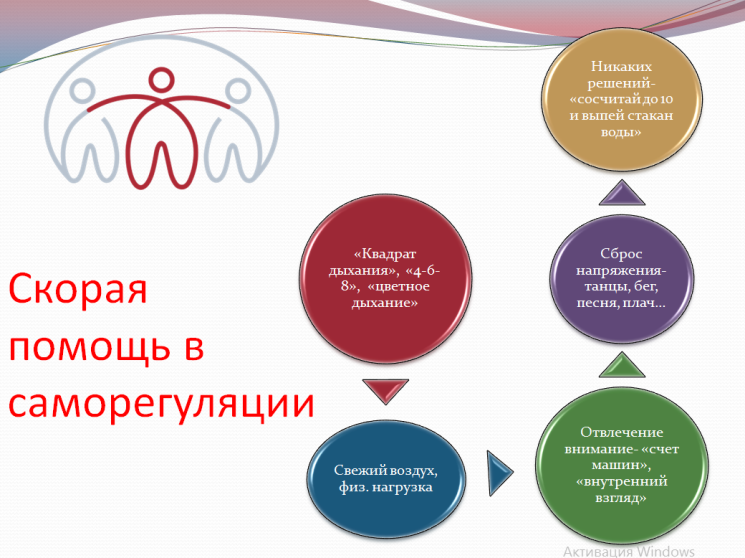 Скорая
помощь в
саморегуляции
«Квадрат
дыхания», «4-6-
8», «цветное
дыхание»
Свежий воздух,
физ. нагрузка
Отвлечение
внимание- «счет
машин»,
«внутренний
взгляд»
Сброс
напряжения-
танцы, бег,
песня, плач...
Никаких
решений-
«сосчитай до 10
и выпей стакан
воды»
Активация Windows